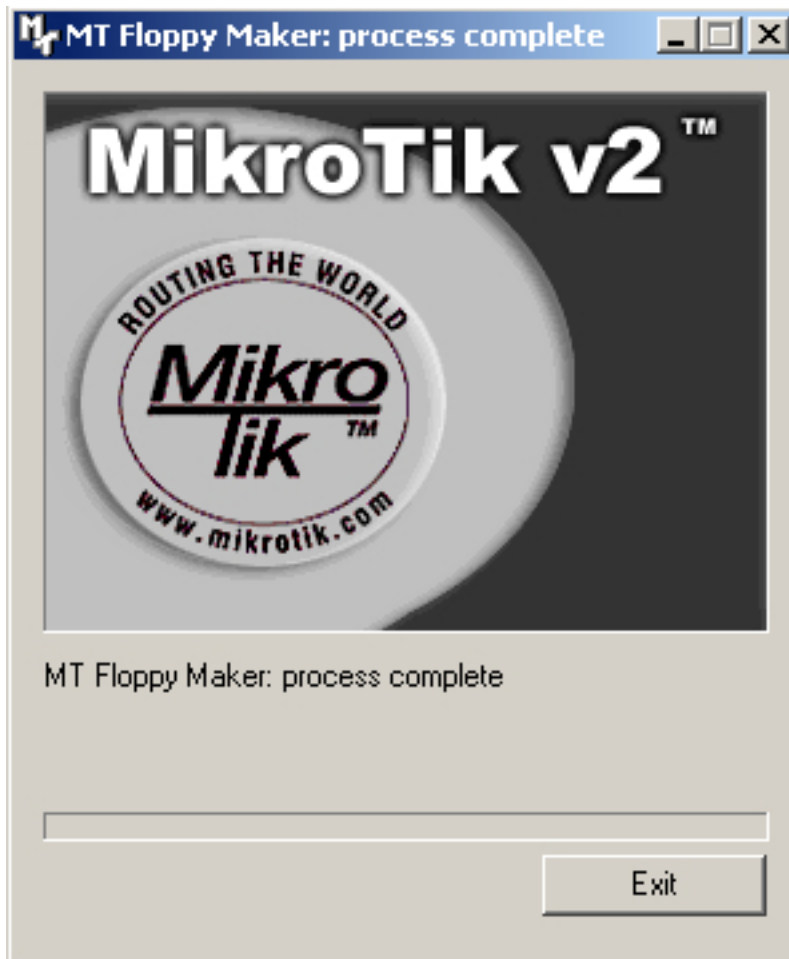 MT Floppy Maker: process complete
MikroTik v2 ™
ROUTING THE WORLD
Mikro
Tik ™
www.mikrotik.com
MT Floppy Maker: process complete
Exit